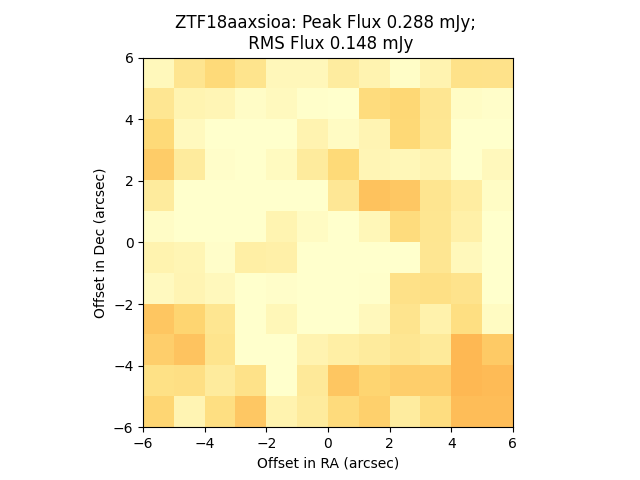 ZTF18aaxsioa: Peak Flux 0.288 mJy;
RMS Flux 0.148 mJy
6
4
2
0
−2
−4
−6
Offset in Dec (arcsec)
−6 −4 −2 0 2 4 6
Offset in RA (arcsec)